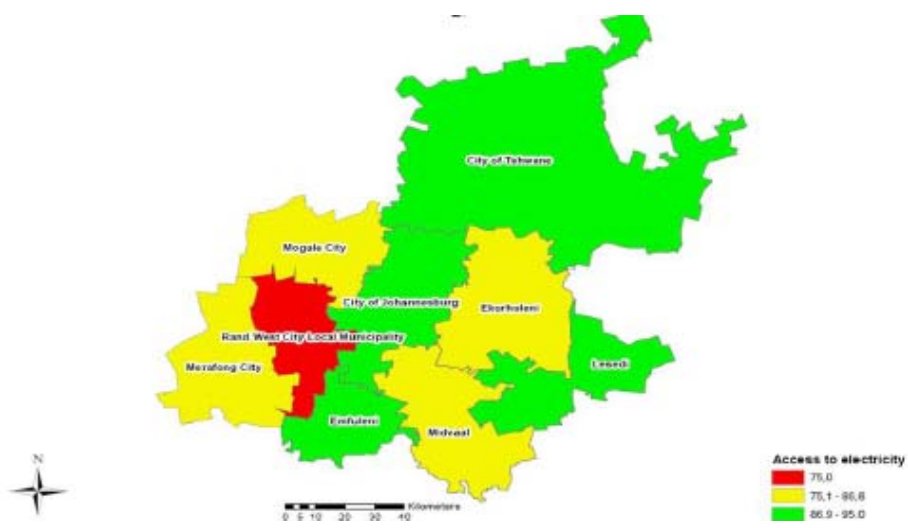 City of Tshwane
Mogale City
City of Johannesburg
Ekurhuleni
Rand West City Local Municipality
Lesedi
Merafong City
Emfuleni
Midvaal
N
Kilometers
0 5 10 20 30 40
Access to electricity
75,0
75,1 - 86,8
86,9 - 95,0